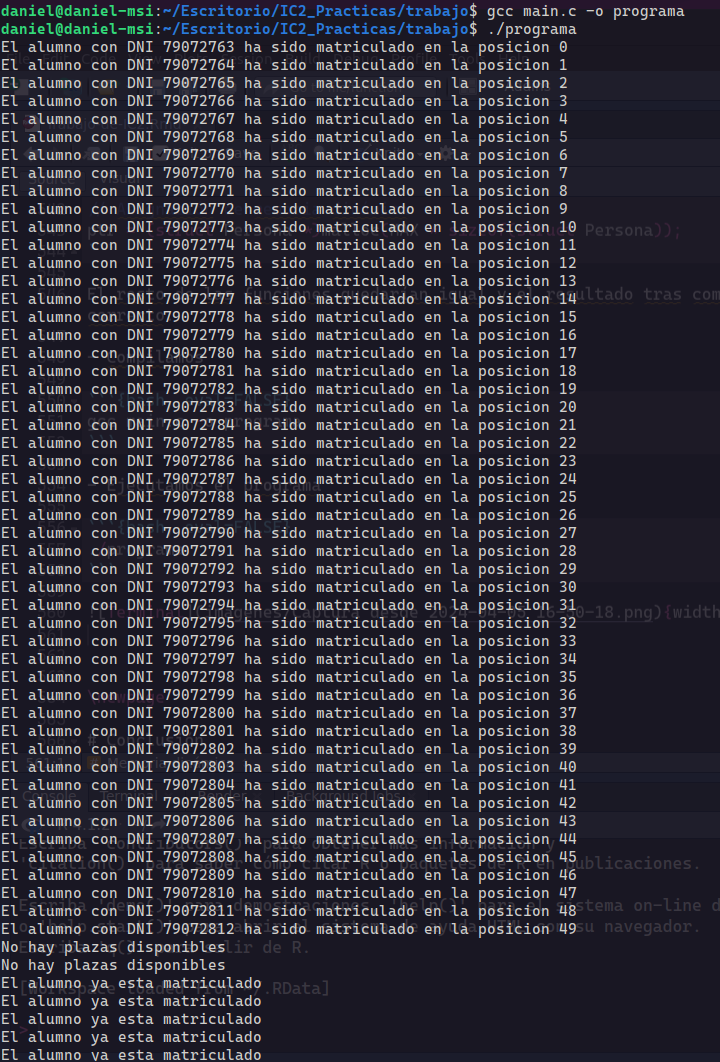 daniel@daniel-msi:~/Escritorio/IC2_Practicas/trabajo$ gcc main.c -o programa
daniel@daniel-msi:~/Escritorio/IC2_Practicas/trabajo$ ./programa
El alumno con DNI 79072763 ha sido matriculado en la posicion 0
El alumno con DNI 79072764 ha sido matriculado en la posicion 1
El alumno con DNI 79072765 ha sido matriculado en la posicion 2
El alumno con DNI 79072766 ha sido matriculado en la posicion 3
El alumno con DNI 79072767 ha sido matriculado en la posicion 4
El alumno con DNI 79072768 ha sido matriculado en la posicion 5
El alumno con DNI 79072769 ha sido matriculado en la posicion 6
El alumno con DNI 79072770 ha sido matriculado en la posicion 7
El alumno con DNI 79072771 ha sido matriculado en la posicion 8
El alumno con DNI 79072772 ha sido matriculado en la posicion 9
El alumno con DNI 79072773 ha sido matriculado en la posicion 10
El alumno con DNI 79072774 ha sido matriculado en la posicion 11
El alumno con DNI 79072775 ha sido matriculado en la posicion 12
El alumno con DNI 79072776 ha sido matriculado en la posicion 13
El alumno con DNI 79072777 ha sido matriculado en la posicion 14
El alumno con DNI 79072778 ha sido matriculado en la posicion 15
El alumno con DNI 79072779 ha sido matriculado en la posicion 16
El alumno con DNI 79072780 ha sido matriculado en la posicion 17
El alumno con DNI 79072781 ha sido matriculado en la posicion 18
El alumno con DNI 79072782 ha sido matriculado en la posicion 19
El alumno con DNI 79072783 ha sido matriculado en la posicion 20
El alumno con DNI 79072784 ha sido matriculado en la posicion 21
El alumno con DNI 79072785 ha sido matriculado en la posicion 22
El alumno con DNI 79072786 ha sido matriculado en la posicion 23
El alumno con DNI 79072787 ha sido matriculado en la posicion 24
El alumno con DNI 79072788 ha sido matriculado en la posicion 25
El alumno con DNI 79072789 ha sido matriculado en la posicion 26
El alumno con DNI 79072790 ha sido matriculado en la posicion 27
El alumno con DNI 79072791 ha sido matriculado en la posicion 28
El alumno con DNI 79072792 ha sido matriculado en la posicion 29
El alumno con DNI 79072793 ha sido matriculado en la posicion 30
El alumno con DNI 79072794 ha sido matriculado en la posicion 31
El alumno con DNI 79072795 ha sido matriculado en la posicion 32
El alumno con DNI 79072796 ha sido matriculado en la posicion 33
El alumno con DNI 79072797 ha sido matriculado en la posicion 34
El alumno con DNI 79072798 ha sido matriculado en la posicion 35
El alumno con DNI 79072799 ha sido matriculado en la posicion 36
El alumno con DNI 79072800 ha sido matriculado en la posicion 37
El alumno con DNI 79072801 ha sido matriculado en la posicion 38
El alumno con DNI 79072802 ha sido matriculado en la posicion 39
El alumno con DNI 79072803 ha sido matriculado en la posicion 40
El alumno con DNI 79072804 ha sido matriculado en la posicion 41
El alumno con DNI 79072805 ha sido matriculado en la posicion 42
El alumno con DNI 79072806 ha sido matriculado en la posicion 43
El alumno con DNI 79072807 ha sido matriculado en la posicion 44
El alumno con DNI 79072808 ha sido matriculado en la posicion 45
El alumno con DNI 79072809 ha sido matriculado en la posicion 46
El alumno con DNI 79072810 ha sido matriculado en la posicion 47
El alumno con DNI 79072811 ha sido matriculado en la posicion 48
El alumno con DNI 79072812 ha sido matriculado en la posicion 49
No hay plazas disponibles
No hay plazas disponibles
El alumno ya esta matriculado
El alumno ya esta matriculado
El alumno ya esta matriculado
El alumno ya esta matriculado
El alumno ya esta matriculado